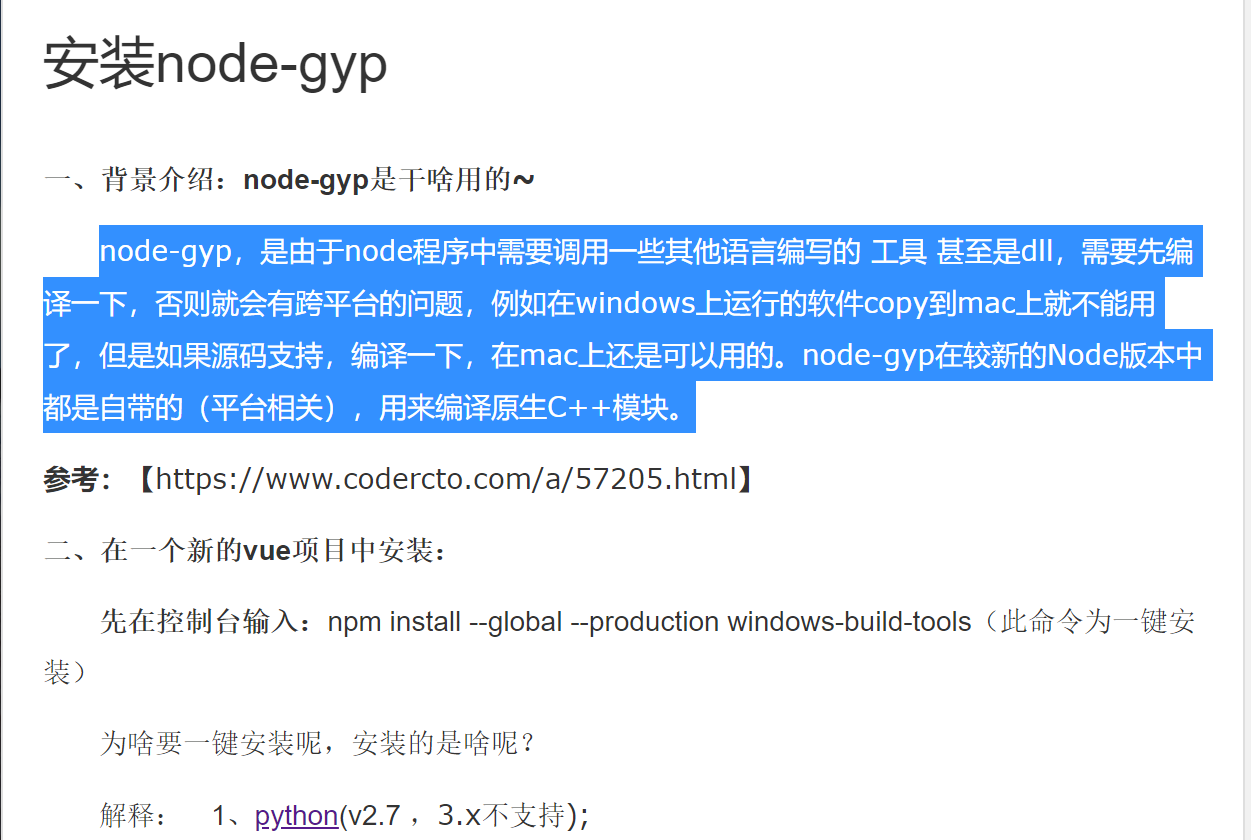 安装node-gyp
一、背景介绍：node-gyp是干啥用的~
node-gyp，是由于node程序中需要调用一些其他语言编写的 工具 甚至是dll，需要先编
译一下，否则就会有跨平台的问题，例如在windows上运行的软件copy到mac上就不能用
了，但是如果源码支持，编译一下，在mac上还是可以用的。node-gyp在较新的Node版本中
都是自带的（平台相关），用来编译原生C++模块。
参考：【https://www.codercto.com/a/57205.html】
二、在一个新的vue项目中安装：
先在控制台输入：npm install --global --production windows-build-tools（此命令为一键安
装）
为啥要一键安装呢，安装的是啥呢？
解释： 1、python(v2.7 ，3.x不支持);